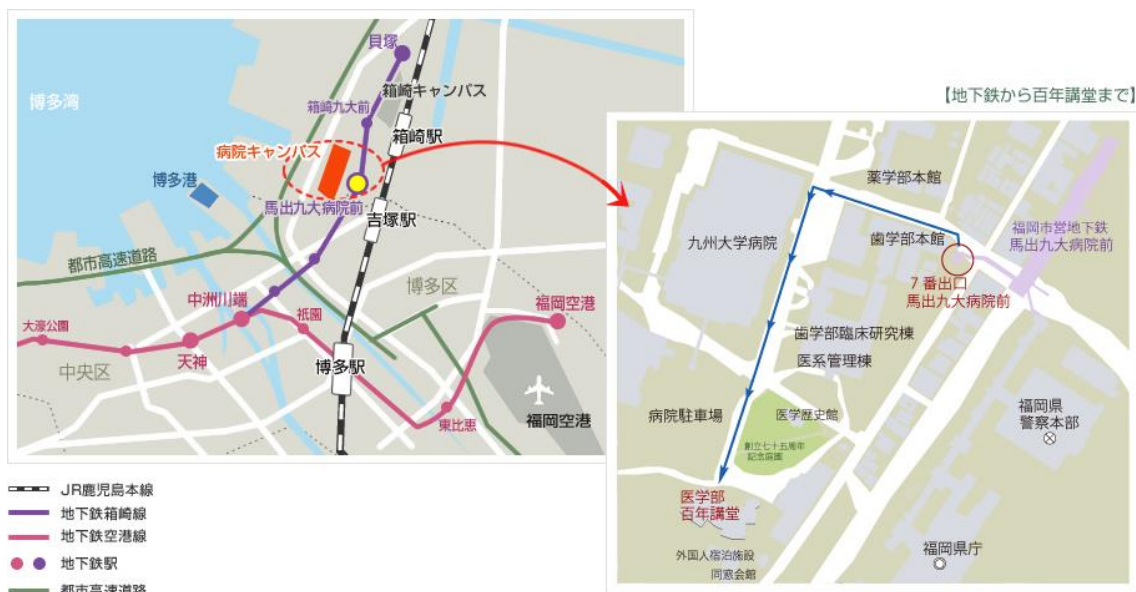 博多湾
貝塚
箱崎キャンパス
箱崎九大前
箱崎駅
病院キャンパス
博多港
馬出九大病院前
吉塚駅
都市高速道路
博多区
中洲川端
福岡空港
祇園
大濠公園
天神
博多駅
中央区
東比恵
福岡空港
JR鹿児島本線
地下鉄箱崎線
地下鉄空港線
地下鉄駅
都市高速道路
【地下鉄から百年講堂まで】
薬学部本館
福岡市営地下鉄
馬出九大病院前
歯学部本館
九州大学病院
7番出口
馬出九大病院前
歯学部臨床研究棟
医系管理棟
病院駐車場
医学歴史館
福岡県
警察本部
創立七十五周年
記念庭園
医学部
百年講堂
外国人宿泊施設
同窓会館
福岡県庁